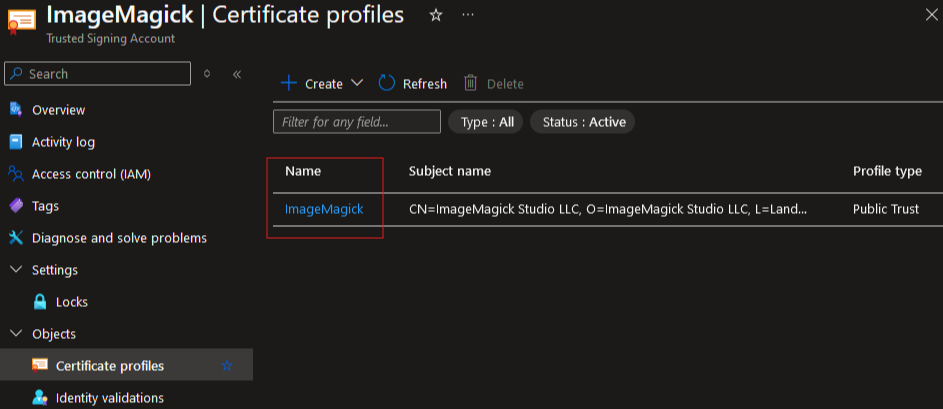 ImageMagick | Certificate profiles
Trusted Signing Account
Search
Overview
Activity log
Access control (IAM)
Tags
Diagnose and solve problems
Settings
Locks
Objects
Certificate profiles
Identity validations
Create
Refresh
Delete
Filter for any field...
Type : All
Status : Active
Name Subject name Profile type
ImageMagick CN=ImageMagick Studio LLC, O=ImageMagick Studio LLC, L=Land... Public Trust